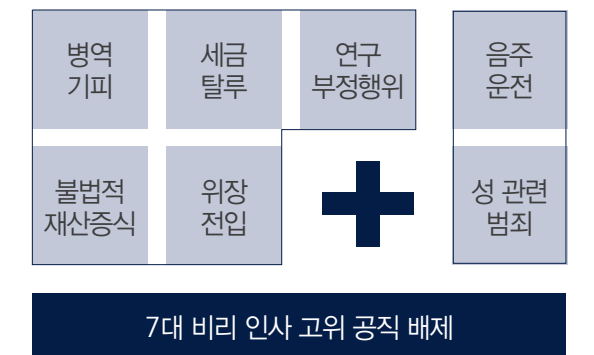 병역
기피
세금
탈루
연구
부정행위
음주
운전
불법적
재산증식
위장
전입
성 관련
범죄
7대 비리 인사 고위 공직 배제